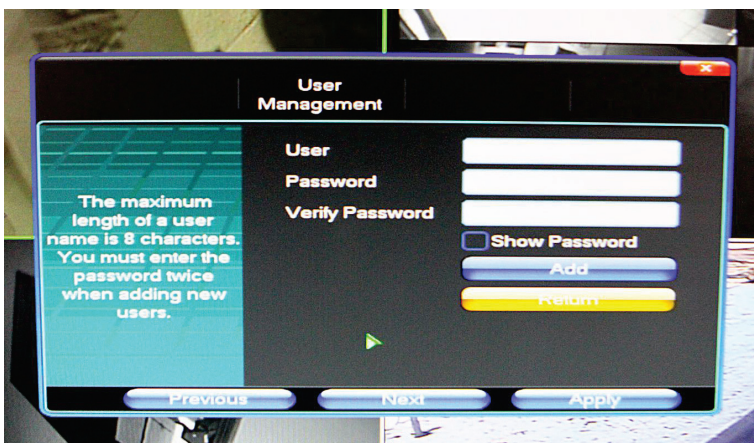 User
Management
User
Password
Verify Password
Show Password
Add
Return
The maximum
length of a user
name is 8 characters.
You must enter the
password twice
when adding new
users.
Previous
Next
Apply